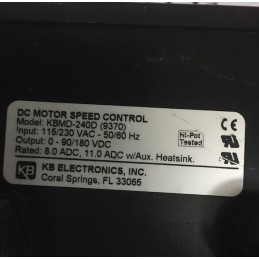 DC MOTOR SPEED CONTROL
Model: KBMD-240D (9370)
Input: 115/230 VAC - 50/60 Hz
Output: 0 - 90/180 VDC
Rated: 8.0 ADC, 11.0 ADC w/Aux. Heatsink.
Hi-Pot
Tested
CE
KB
KB ELECTRONICS, INC.
Coral Springs, FL 33065